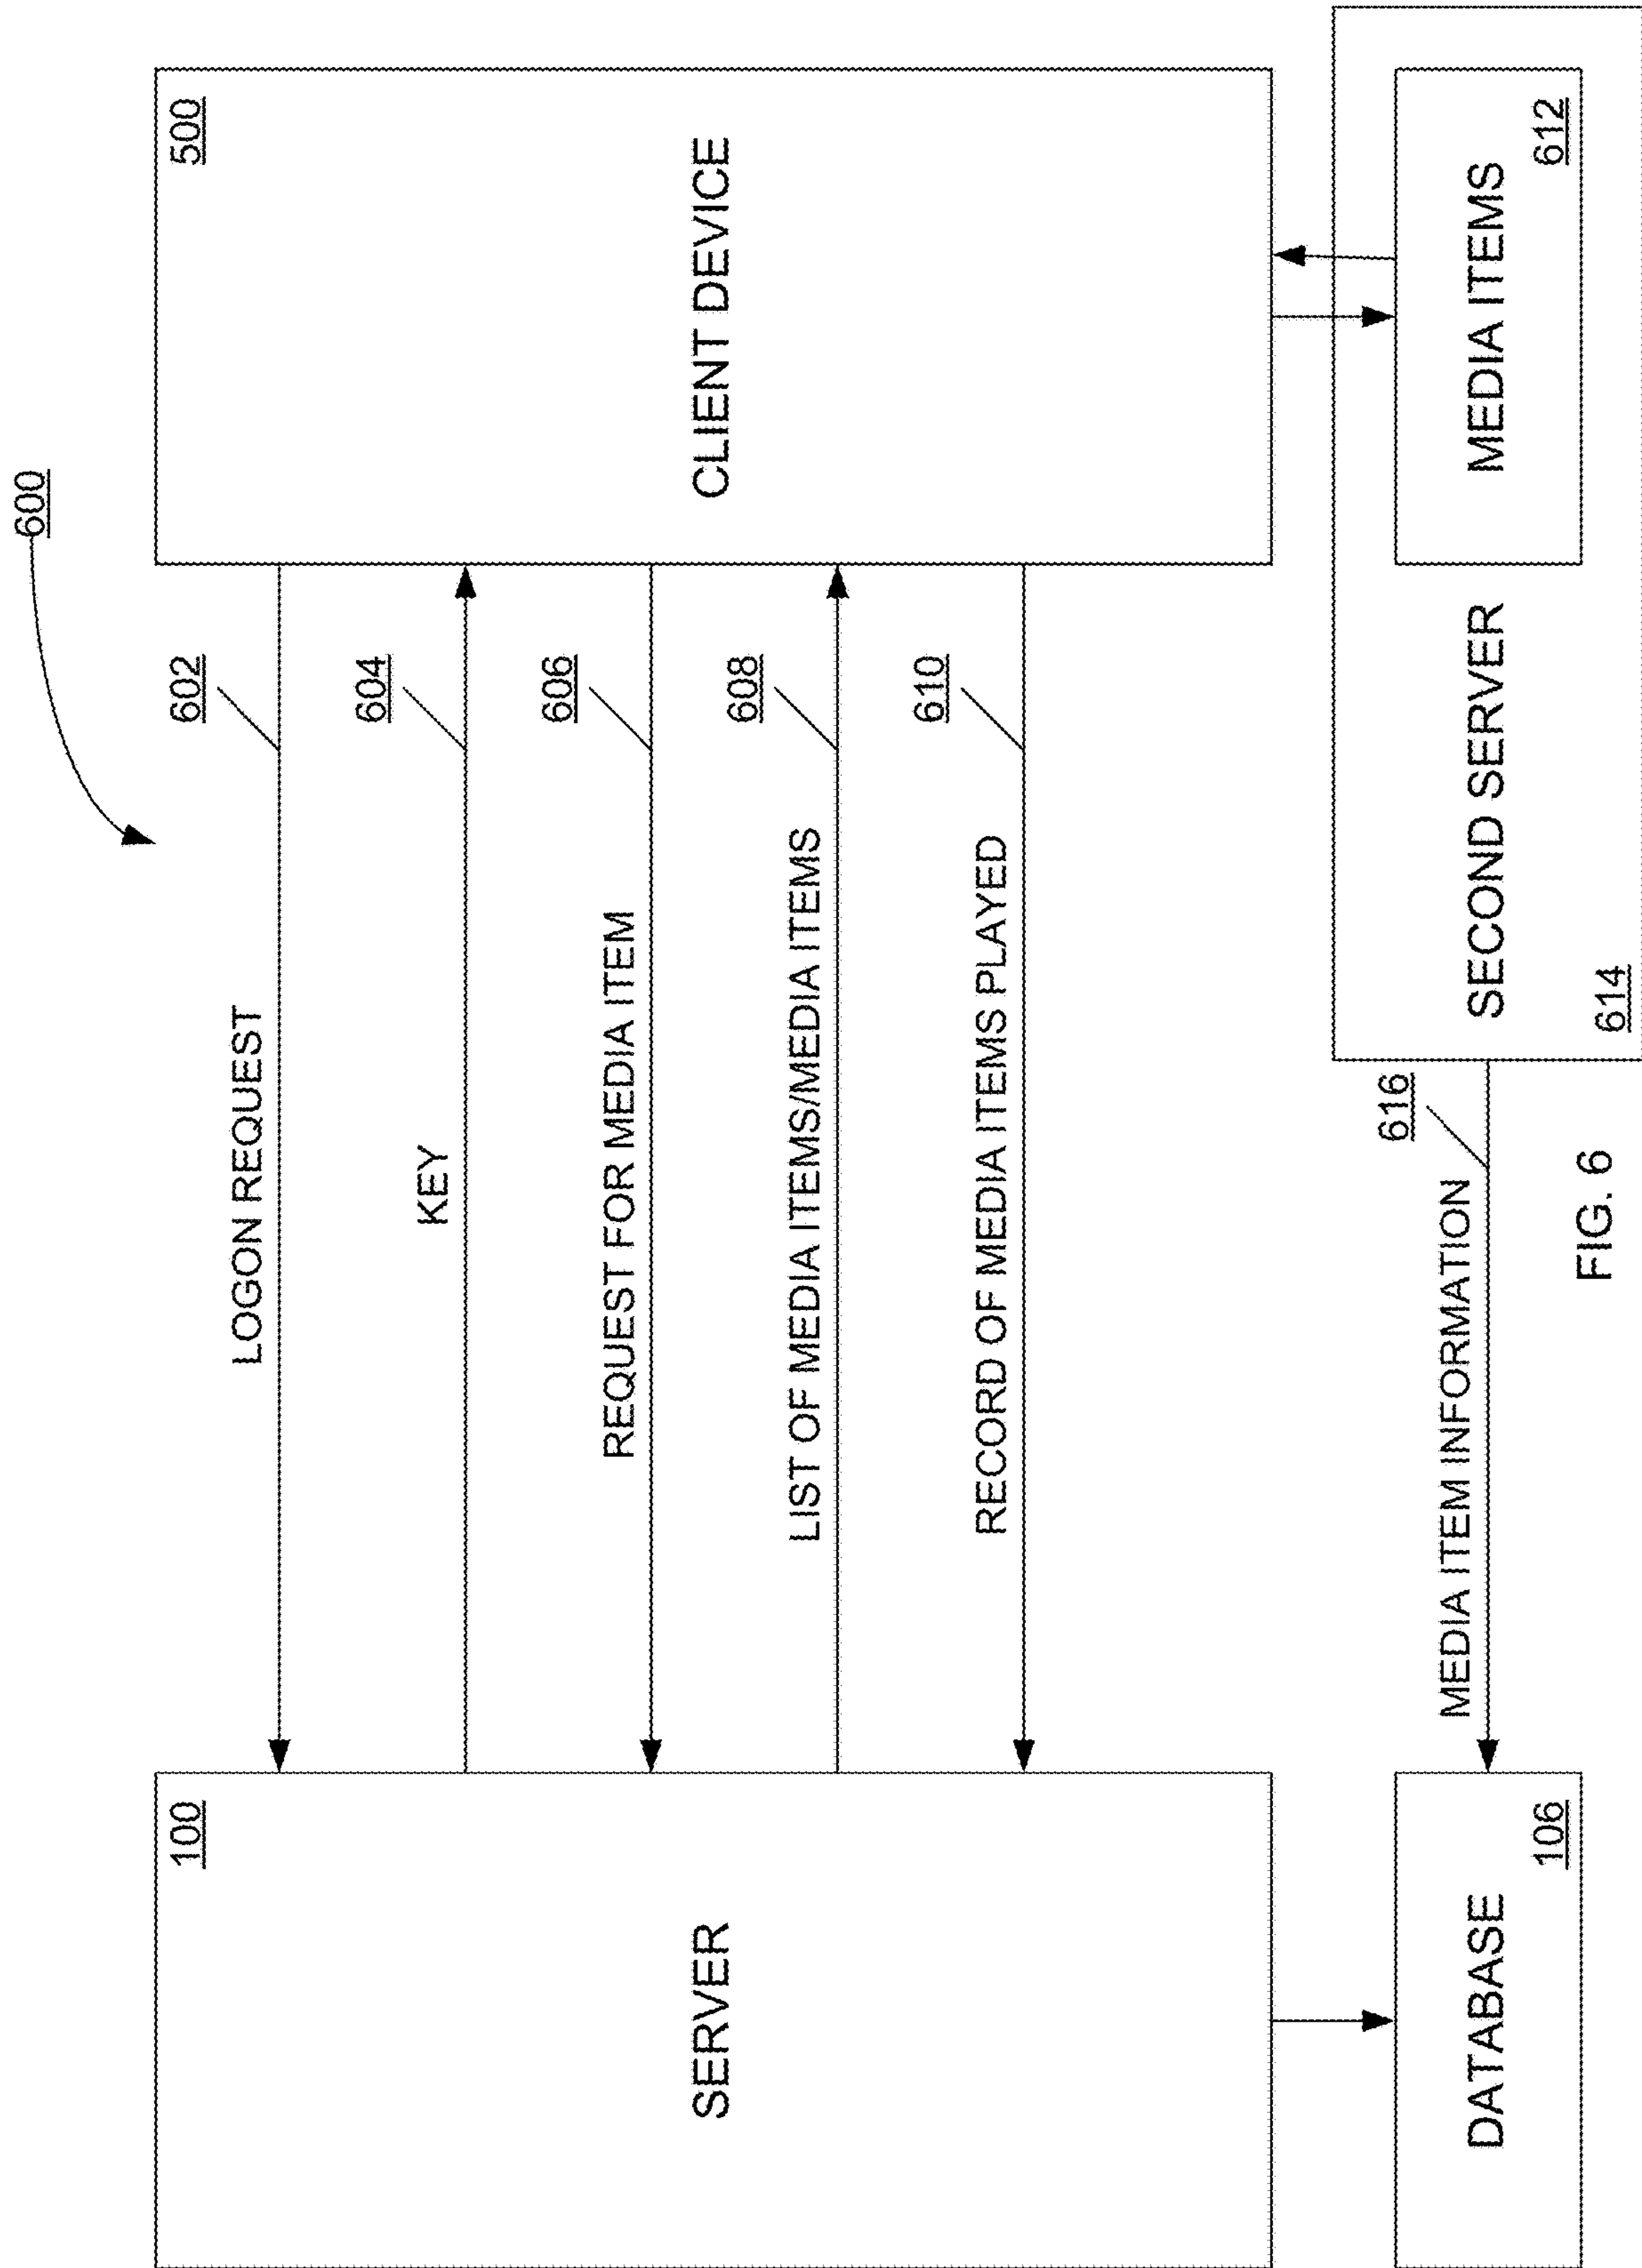 600
100
SERVER
500
CLIENT DEVICE
602
LOGON REQUEST
604
KEY
606
REQUEST FOR MEDIA ITEM
608
LIST OF MEDIA ITEMS/MEDIA ITEMS
610
RECORD OF MEDIA ITEMS PLAYED
DATABASE
106
MEDIA ITEM INFORMATION
616
SECOND SERVER
614
MEDIA ITEMS
612
FIG. 6